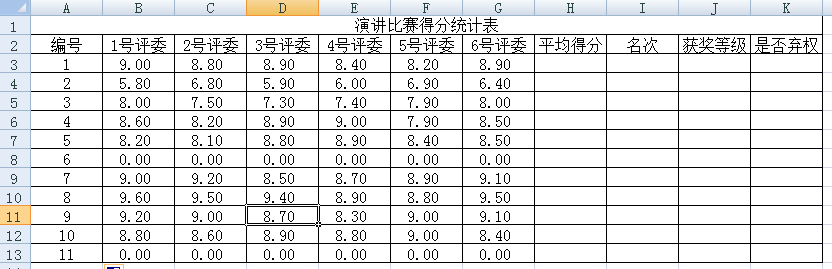 A B C D E F G H I J K
1 演讲比赛得分统计表
2 编号 1号评委 2号评委 3号评委 4号评委 5号评委 6号评委 平均得分 名次 获奖等级 是否弃权
3 1 9.00 8.80 8.90 8.40 8.20 8.90
4 2 5.80 6.80 5.90 6.00 6.90 6.40
5 3 8.00 7.50 7.30 7.40 7.90 8.00
6 4 8.60 8.20 8.90 9.00 7.90 8.50
7 5 8.20 8.10 8.80 8.90 8.40 8.50
8 6 0.00 0.00 0.00 0.00 0.00 0.00
9 7 9.00 9.20 8.50 8.70 8.90 9.10
10 8 9.60 9.50 9.40 8.90 8.80 9.50
11 9 9.20 9.00 8.70 8.30 9.00 9.10
12 10 8.80 8.60 8.90 8.80 9.00 8.40
13 11 0.00 0.00 0.00 0.00 0.00 0.00